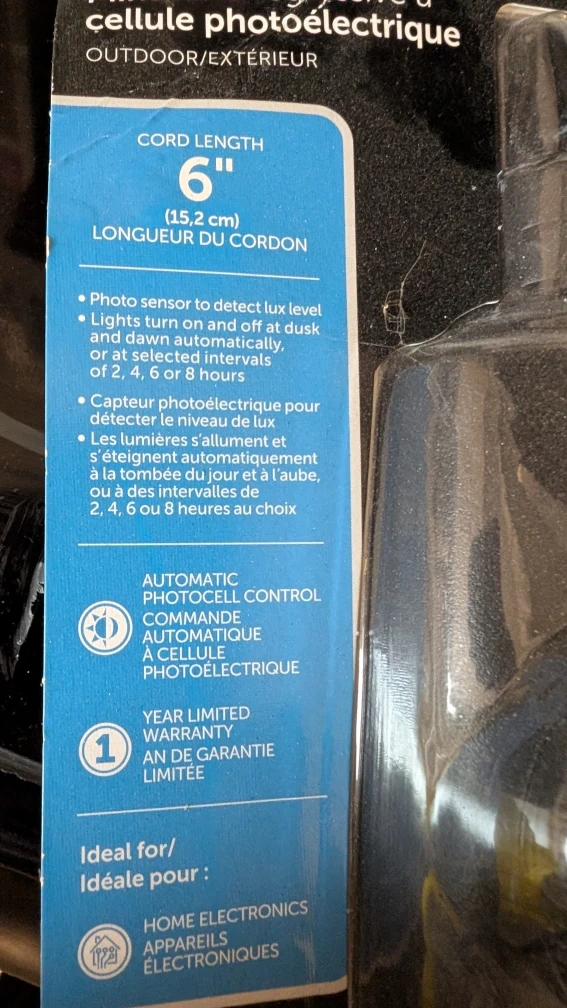 cellule photoélectrique
OUTDOOR/EXTÉRIEUR
CORD LENGTH
6"
(15,2 cm)
LONGUEUR DU CORDON
• Photo sensor to detect lux level
• Lights turn on and off at dusk
and dawn automatically,
or at selected intervals
of 2, 4, 6 or 8 hours
• Capteur photoélectrique pour
détecter le niveau de lux
• Les lumières s'allument et
s'éteignent automatiquement
à la tombée du jour et à l'aube,
ou à des intervalles de
2, 4, 6 ou 8 heures au choix
AUTOMATIC
PHOTOCELL CONTROL
COMMANDE
AUTOMATIQUE
À CELLULE
PHOTOÉLECTRIQUE
1
YEAR LIMITED
WARRANTY
AN DE GARANTIE
LIMITÉE
Ideal for/
Idéale pour :
HOME ELECTRONICS
APPAREILS
ÉLECTRONIQUES